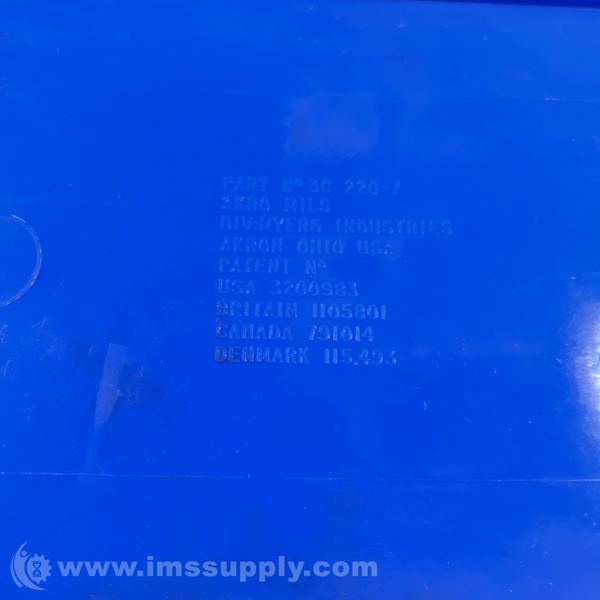 PART Nº 30 220-7
AKRO MILS
DIV-MYERS INDUSTRIES
AKRON OHIO USA
PATENT Nº
USA 3200983
BRITAIN 1105801
CANADA 791014
DENMARK 115,493
www.imssupply.com